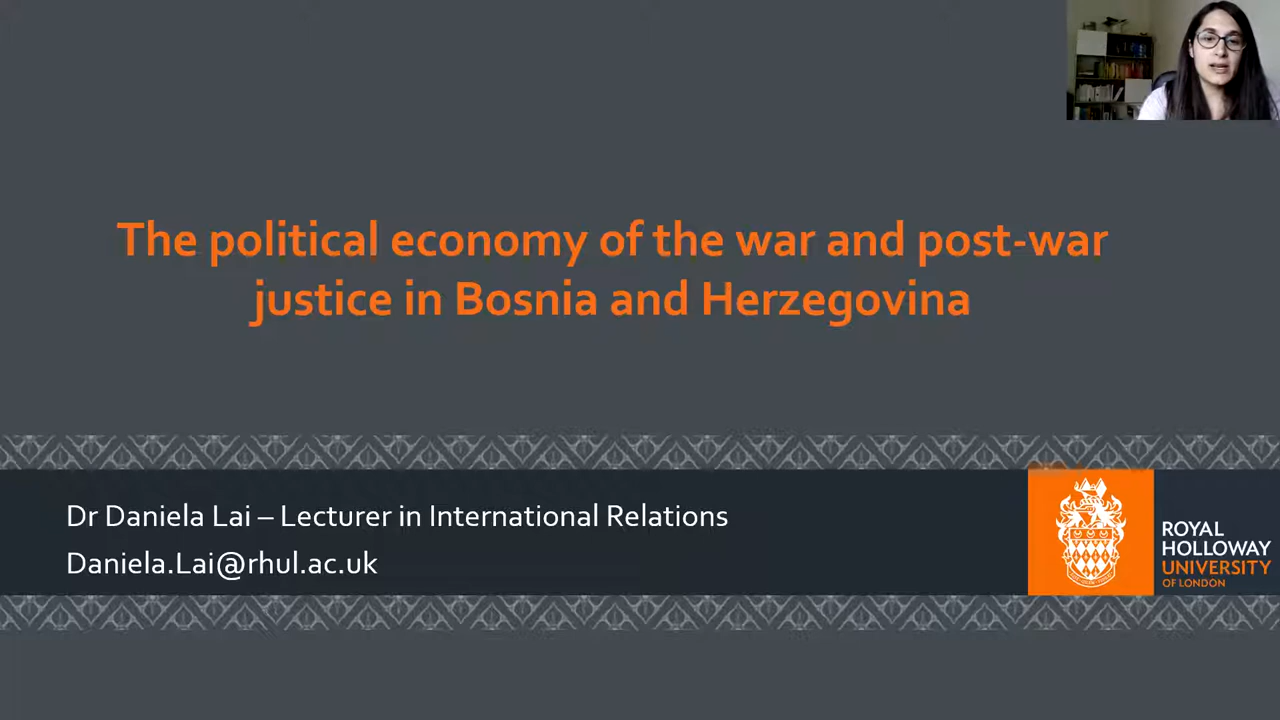 The political economy of the war and post-war
justice in Bosnia and Herzegovina
Dr Daniela Lai – Lecturer in International Relations
Daniela.Lai@rhul.ac.uk
ROYAL
HOLLOWAY
UNIVERSITY
OF LONDON